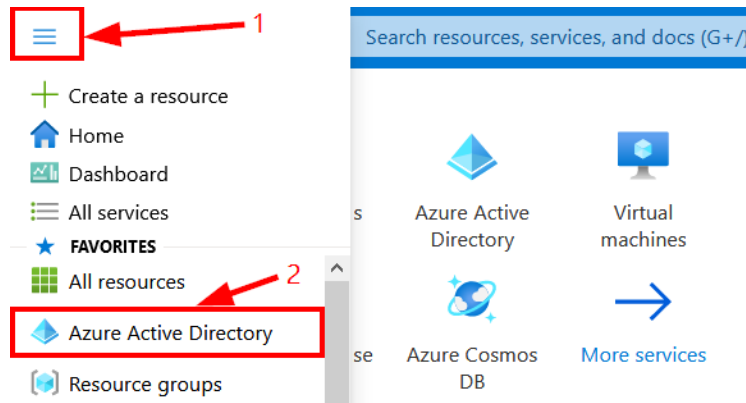 1
Search resources, services, and docs (G+/)
Create a resource
Home
Dashboard
All services
FAVORITES
All resources
2
Azure Active Directory
Resource groups
s
Azure Active
Directory
Virtual
machines
se
Azure Cosmos
DB
More services